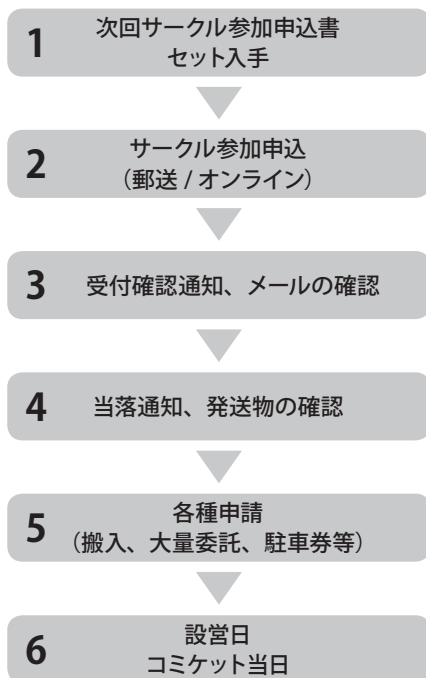 1
次回サークル参加申込書
セット入手
2
サークル参加申込
（郵送 / オンライン）
3
受付確認通知、メールの確認
4
当落通知、発送物の確認
5
各種申請
（搬入、大量委託、駐車券等）
6
設営日
コミケット当日